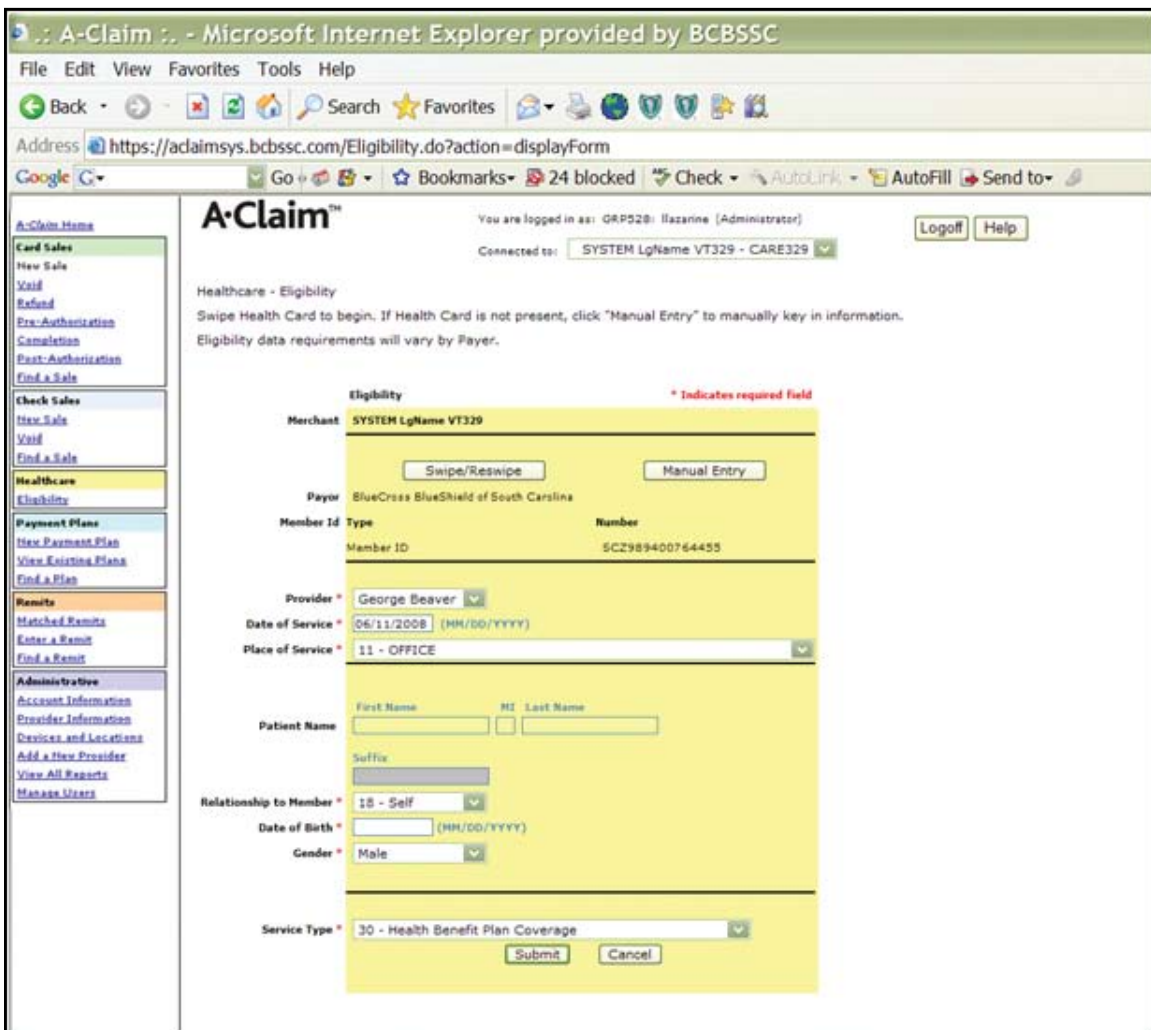 .: A-Claim :. - Microsoft Internet Explorer provided by BCBSSC
File Edit View Favorites Tools Help
Back Search Favorites
Address https://aclaimsys.bcbssc.com/Eligibility.do?action=displayForm
Google G Go Bookmarks 24 blocked Check AutoLink AutoFill Send to
A-Claim Home
Card Sales
New Sale
Void
Refund
Pre-Authorization
Completion
Post-Authorization
Find a Sale
Check Sales
New Sale
Void
Find a Sale
Healthcare
Eligibility
Payment Plans
New Payment Plan
View Existing Plans
Find a Plan
Remits
Matched Remits
Enter a Remit
Find a Remit
Administrative
Account Information
Provider Information
Devices and Locations
Add a New Provider
View All Reports
Manage Users
A·Claim™
You are logged in as: GRP528: llazarine (Administrator)
Connected to: SYSTEM LgName VT329 - CARE329
Logoff Help
Healthcare - Eligibility
Swipe Health Card to begin. If Health Card is not present, click "Manual Entry" to manually key in information.
Eligibility data requirements will vary by Payer.
Eligibility * Indicates required field
Merchant SYSTEM LgName VT329
Swipe/Reswipe Manual Entry
Payor BlueCross BlueShield of South Carolina
Member Id Type Number
Member ID SCZ989400764455
Provider * George Beaver
Date of Service * 06/11/2008 (MM/DD/YYYY)
Place of Service * 11 - OFFICE
First Name MI Last Name
Patient Name
Suffix
Relationship to Member * 18 - Self
Date of Birth * (MM/DD/YYYY)
Gender * Male
Service Type * 30 - Health Benefit Plan Coverage
Submit Cancel